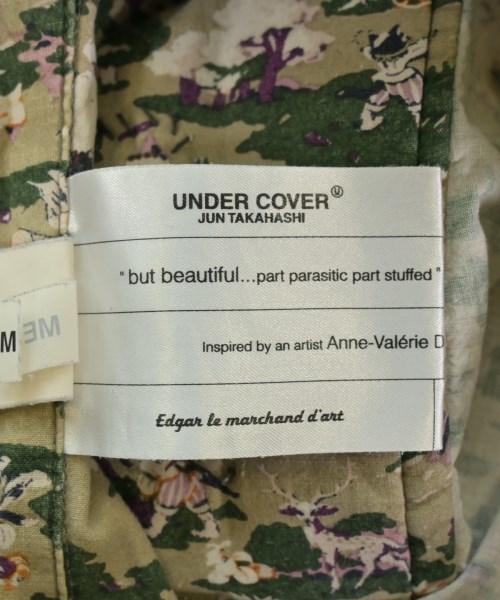 UNDER COVER
JUN TAKAHASHI
" but beautiful...part parasitic part stuffed "
Inspired by an artist Anne-Valérie D
Edgar le marchand d'art
M
ME